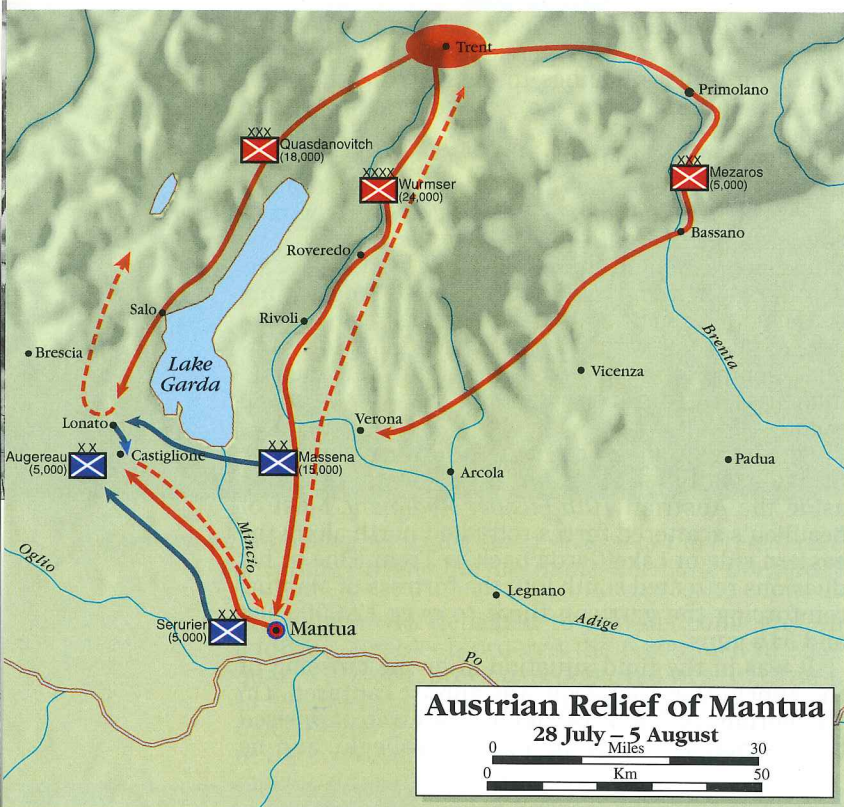 Trent
Primolano
XXX
Quasdanovitch
(18,000)
XXXX
Wurmser
(24,000)
XXX
Mezaros
(5,000)
Bassano
Roveredo
Salo
Rivoli
Brenta
Brescia
Lake
Garda
Vicenza
Verona
Lonato
XX
Augereau
(5,000)
Castiglione
XX
Massena
(15,000)
Arcola
Padua
Mincio
Oglio
Legnano
Adige
XX
Serurier
(5,000)
Mantua
Po
Austrian Relief of Mantua
28 July – 5 August
0 Miles 30
0 Km 50